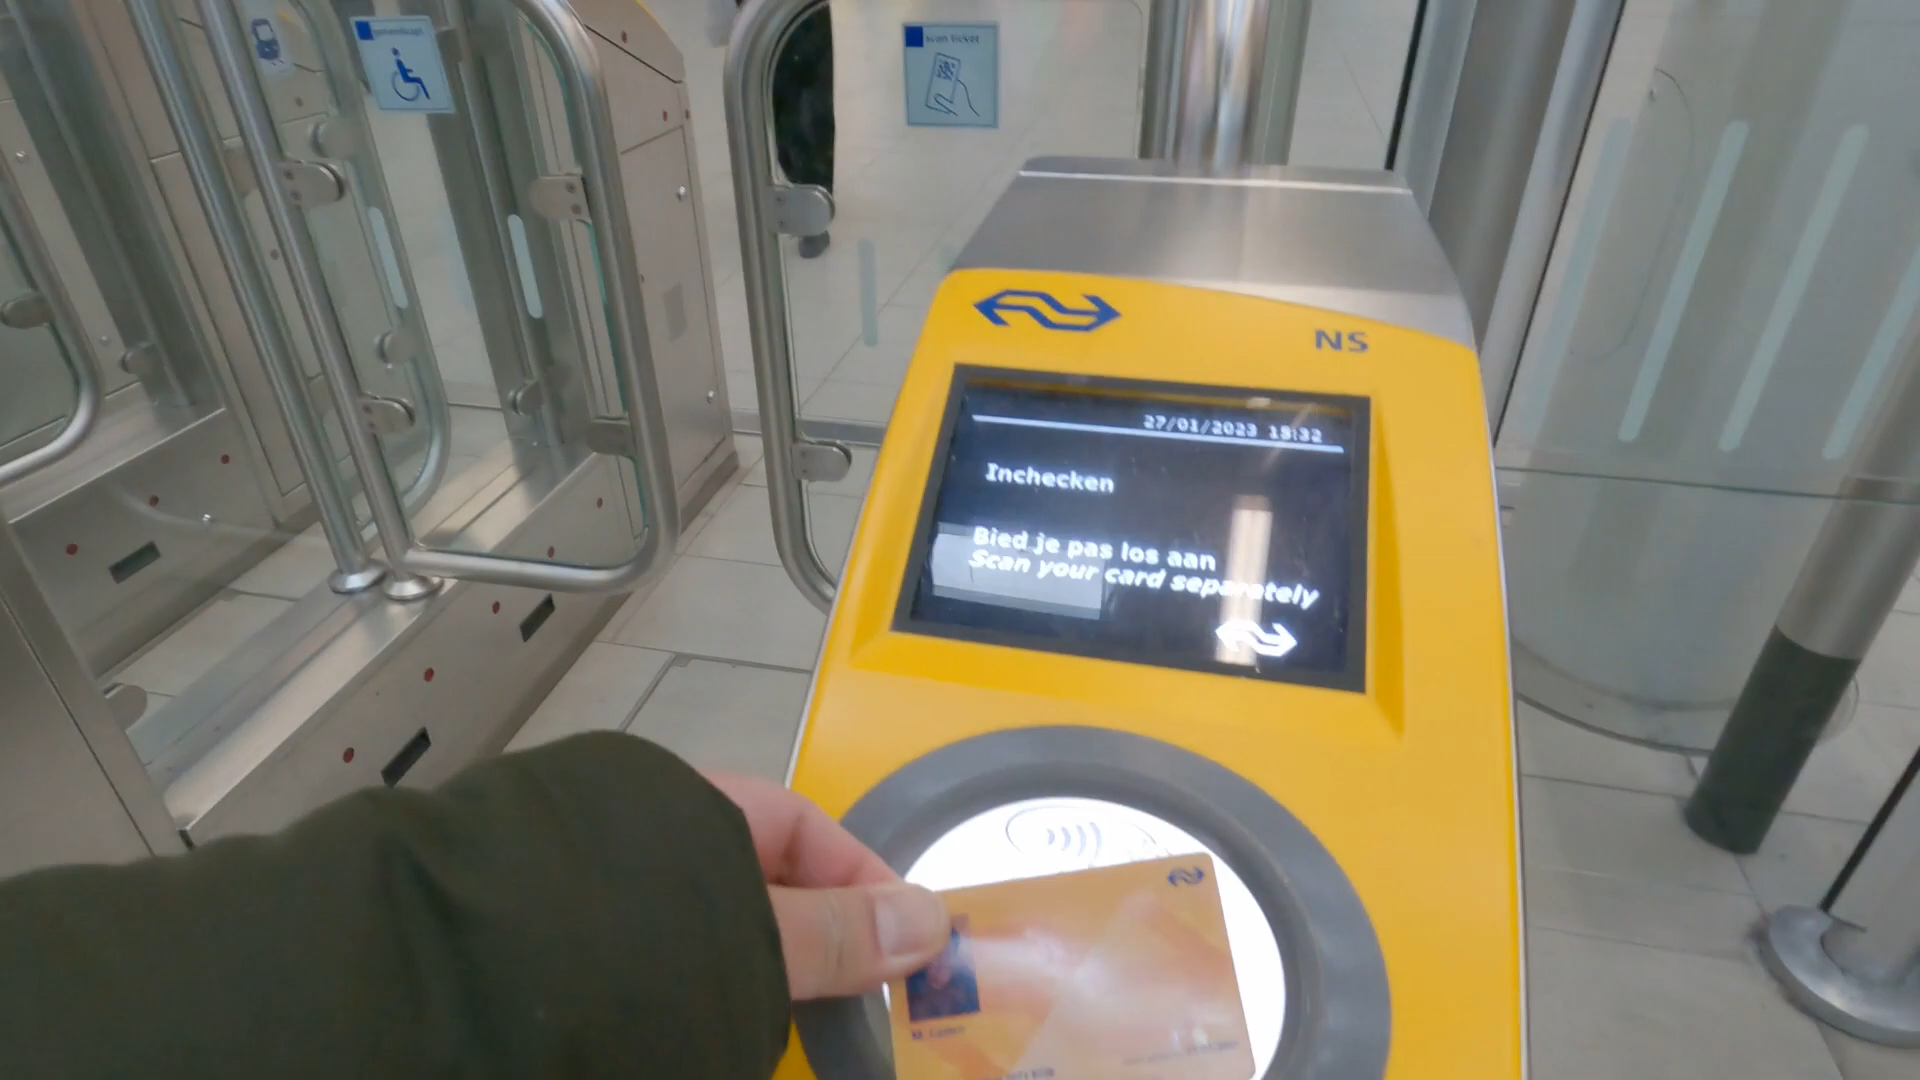 scan ticket
NS
27/01/2023 15:32
Inchecken
Bied je pas los aan
Scan your card separately